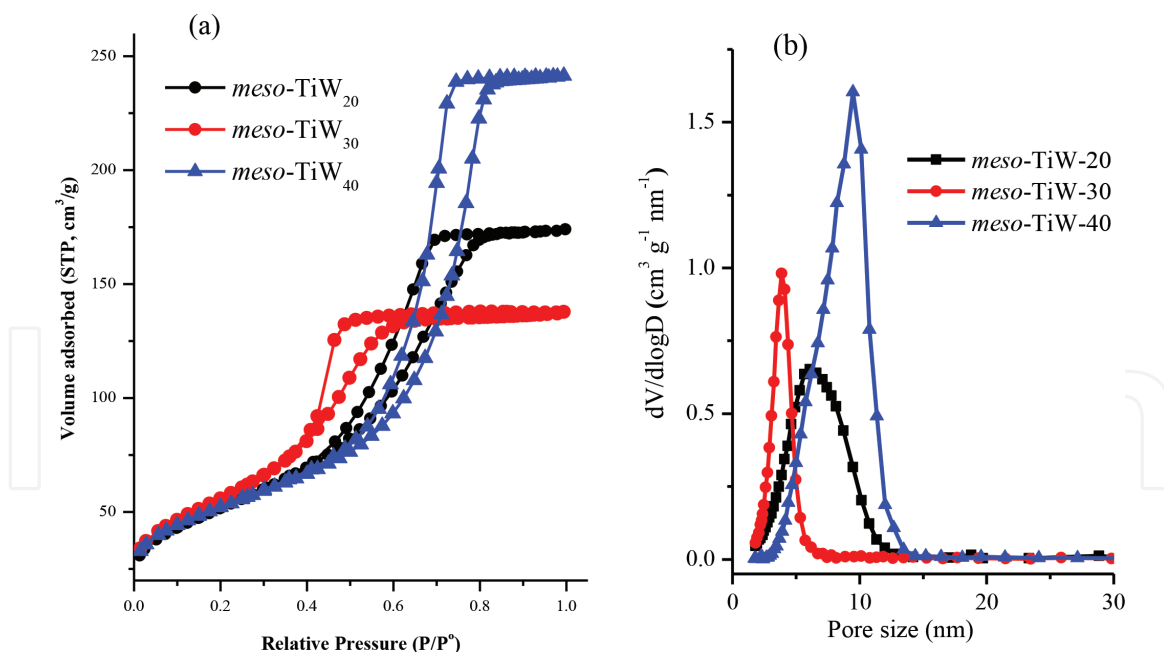 (a)
250
200
150
100
50
Volume adsorbed (STP, cm³/g)
meso-TiW₂₀
meso-TiW₃₀
meso-TiW₄₀
0.0 0.2 0.4 0.6 0.8 1.0
Relative Pressure (P/Pᵒ)
(b)
1.5
1.0
0.5
0.0
dV/dlogD (cm³ g⁻¹ nm⁻¹)
meso-TiW-20
meso-TiW-30
meso-TiW-40
0 10 20 30
Pore size (nm)